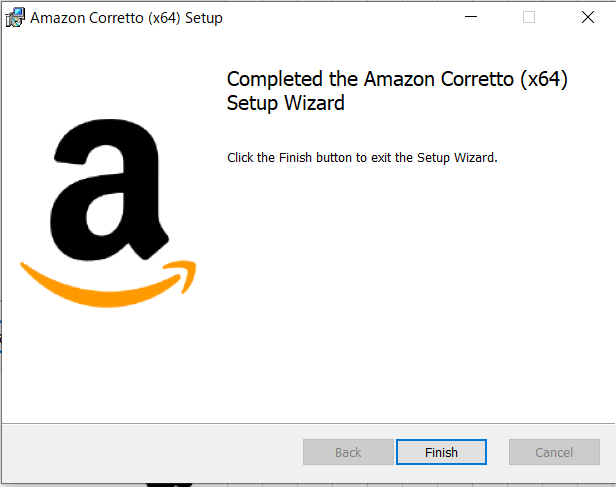 Amazon Corretto (x64) Setup
Completed the Amazon Corretto (x64)
Setup Wizard
Click the Finish button to exit the Setup Wizard.
a
Back
Finish
Cancel